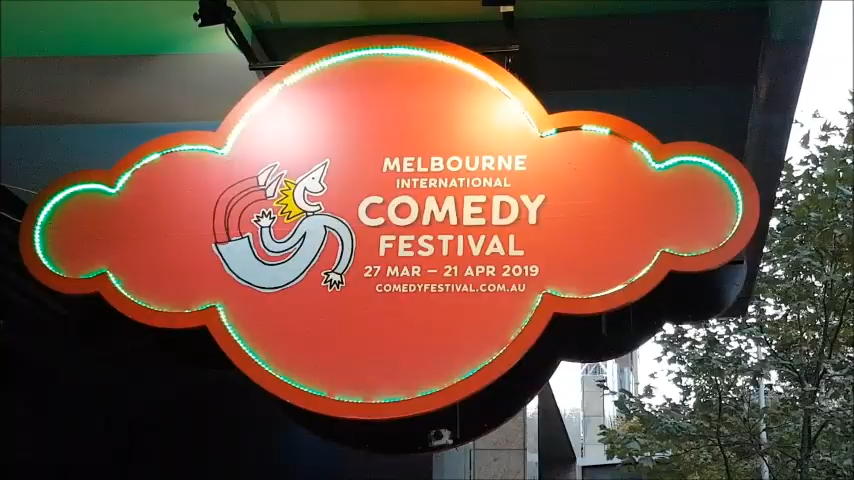 MELBOURNE
INTERNATIONAL
COMEDY
FESTIVAL
27 MAR – 21 APR 2019
COMEDYFESTIVAL.COM.AU